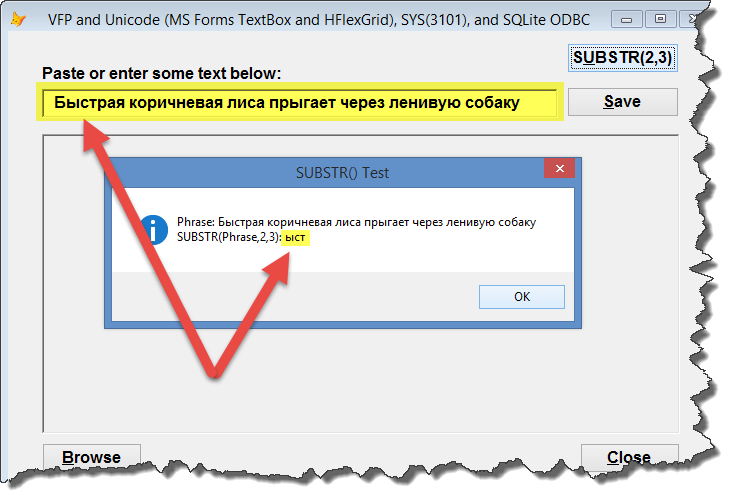 VFP and Unicode (MS Forms TextBox and HFlexGrid), SYS(3101), and SQLite ODBC
SUBSTR(2,3)
Paste or enter some text below:
Быстрая коричневая лиса прыгает через ленивую собаку
Save
SUBSTR() Test
Phrase: Быстрая коричневая лиса прыгает через ленивую собаку
SUBSTR(Phrase,2,3): ыст
OK
Browse
Close